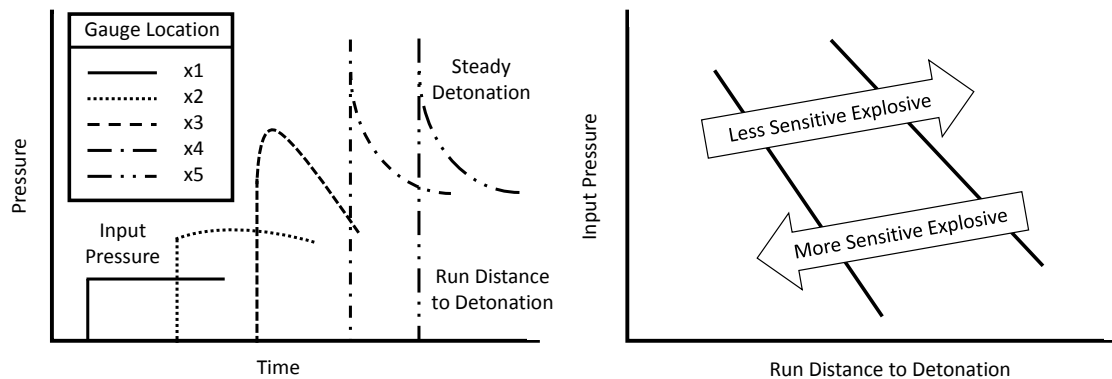 Gauge Location
x1
x2
x3
x4
x5
Steady
Detonation
Input
Pressure
Run Distance
to Detonation
Pressure
Time
Less Sensitive Explosive
More Sensitive Explosive
Input Pressure
Run Distance to Detonation